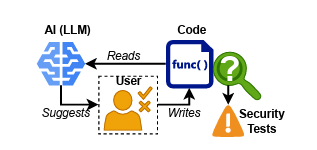 AI (LLM)
Code
Reads
func( )
?
User
Suggests
Writes
!
Security
Tests